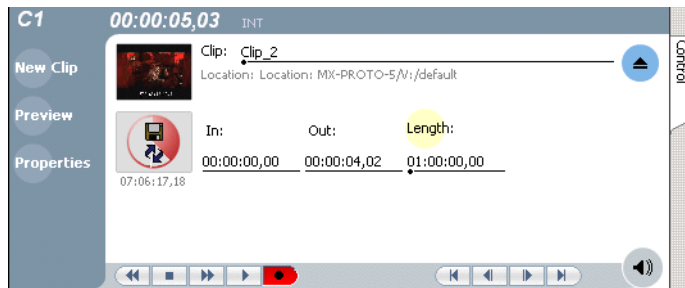 C1 00:00:05,03 INT
Control
New Clip
Clip: Clip_2
Location: Location: MX-PROTO-5/V:/default
Preview
Properties
In: Out: Length:
00:00:00,00 00:00:04,02 01:00:00,00
07:06:17,18